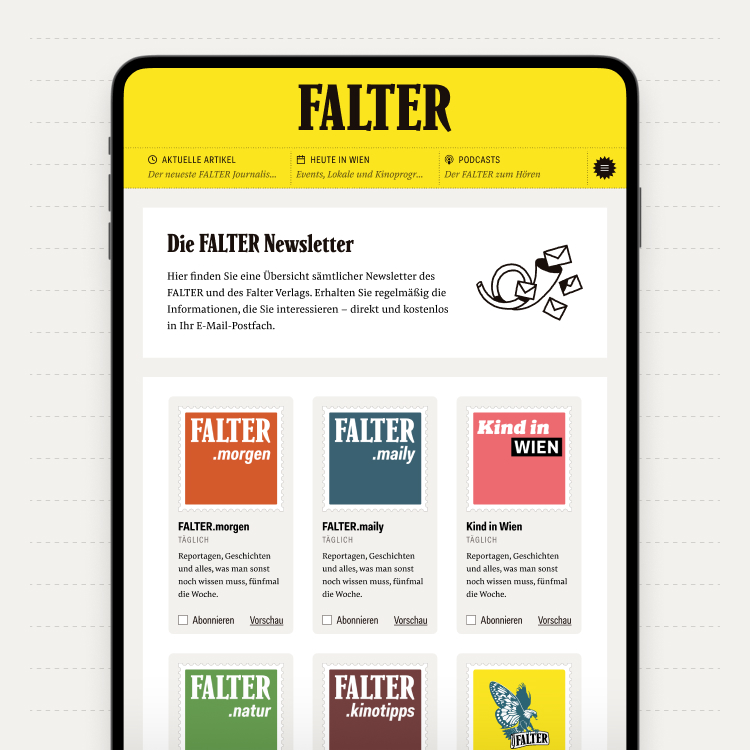 FALTER
AKTUELLE ARTIKEL
Der neueste FALTER Journalis...
HEUTE IN WIEN
Events, Lokale und Kinoprogr...
PODCASTS
Der FALTER zum Hören
Die FALTER Newsletter
Hier finden Sie eine Übersicht sämtlicher Newsletter des
FALTER und des Falter Verlags. Erhalten Sie regelmäßig die
Informationen, die Sie interessieren – direkt und kostenlos
in Ihr E-Mail-Postfach.
FALTER
.morgen
FALTER.morgen
TÄGLICH
Reportagen, Geschichten
und alles, was man sonst
noch wissen muss, fünfmal
die Woche.
Abonnieren Vorschau
FALTER
.maily
FALTER.maily
TÄGLICH
Reportagen, Geschichten
und alles, was man sonst
noch wissen muss, fünfmal
die Woche.
Abonnieren Vorschau
Kind in
WIEN
Kind in Wien
TÄGLICH
Reportagen, Geschichten
und alles, was man sonst
noch wissen muss, fünfmal
die Woche.
Abonnieren Vorschau
FALTER
.natur
FALTER
.kinotipps
FALTER